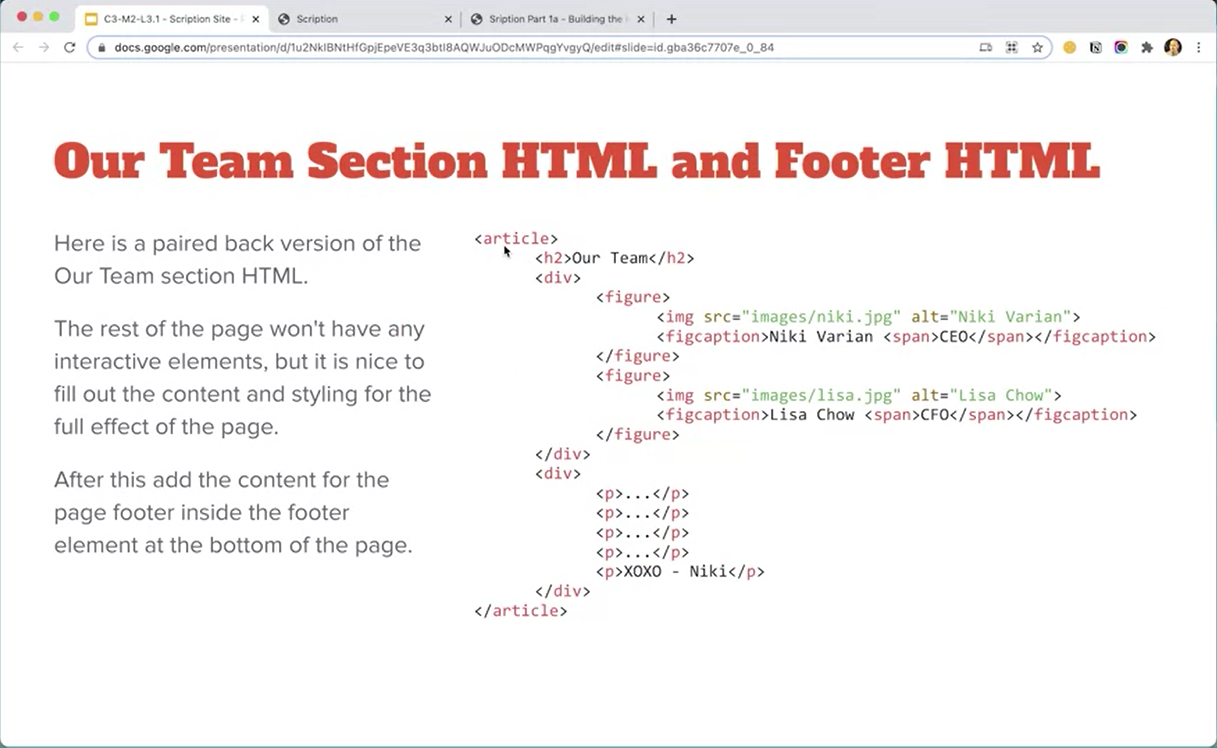 C3-M2-L3.1 - Scription Site -
Scription
Sription Part 1a - Building the
docs.google.com/presentation/d/1u2NkIBNtHfGpjEpeVE3q3btI8AQWJuODcMWPqgYvgyQ/edit#slide=id.gba36c7707e_0_84
Our Team Section HTML and Footer HTML
Here is a paired back version of the
Our Team section HTML.
The rest of the page won't have any
interactive elements, but it is nice to
fill out the content and styling for the
full effect of the page.
After this add the content for the
page footer inside the footer
element at the bottom of the page.
<article>
<h2>Our Team</h2>
<div>
<figure>
<img src="images/niki.jpg" alt="Niki Varian">
<figcaption>Niki Varian <span>CEO</span></figcaption>
</figure>
<figure>
<img src="images/lisa.jpg" alt="Lisa Chow">
<figcaption>Lisa Chow <span>CFO</span></figcaption>
</figure>
</div>
<div>
<p>...</p>
<p>...</p>
<p>...</p>
<p>...</p>
<p>XOXO - Niki</p>
</div>
</article>